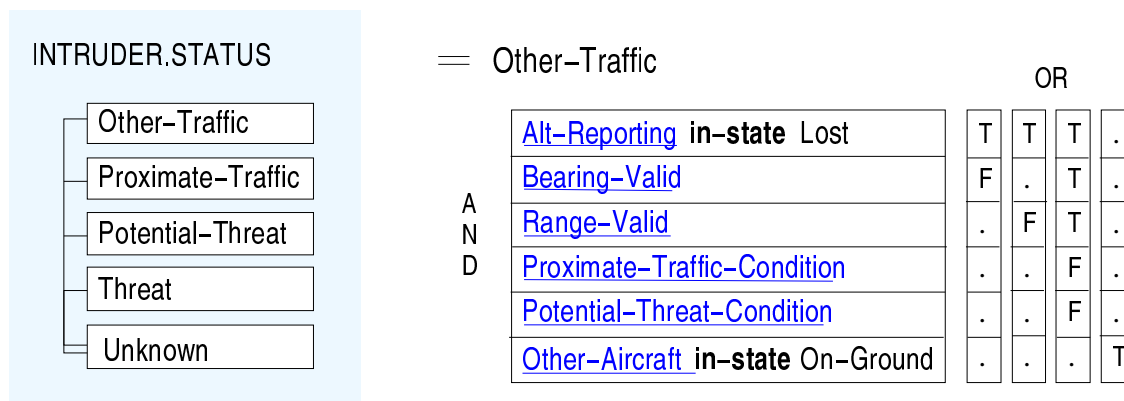 INTRUDER.STATUS
Other–Traffic
Proximate–Traffic
Potential–Threat
Threat
Unknown
= Other–Traffic
OR
A
N
D
Alt–Reporting in–state Lost T T T .
Bearing–Valid F . T .
Range–Valid . F T .
Proximate–Traffic–Condition . . F .
Potential–Threat–Condition . . F .
Other–Aircraft in–state On–Ground . . . T